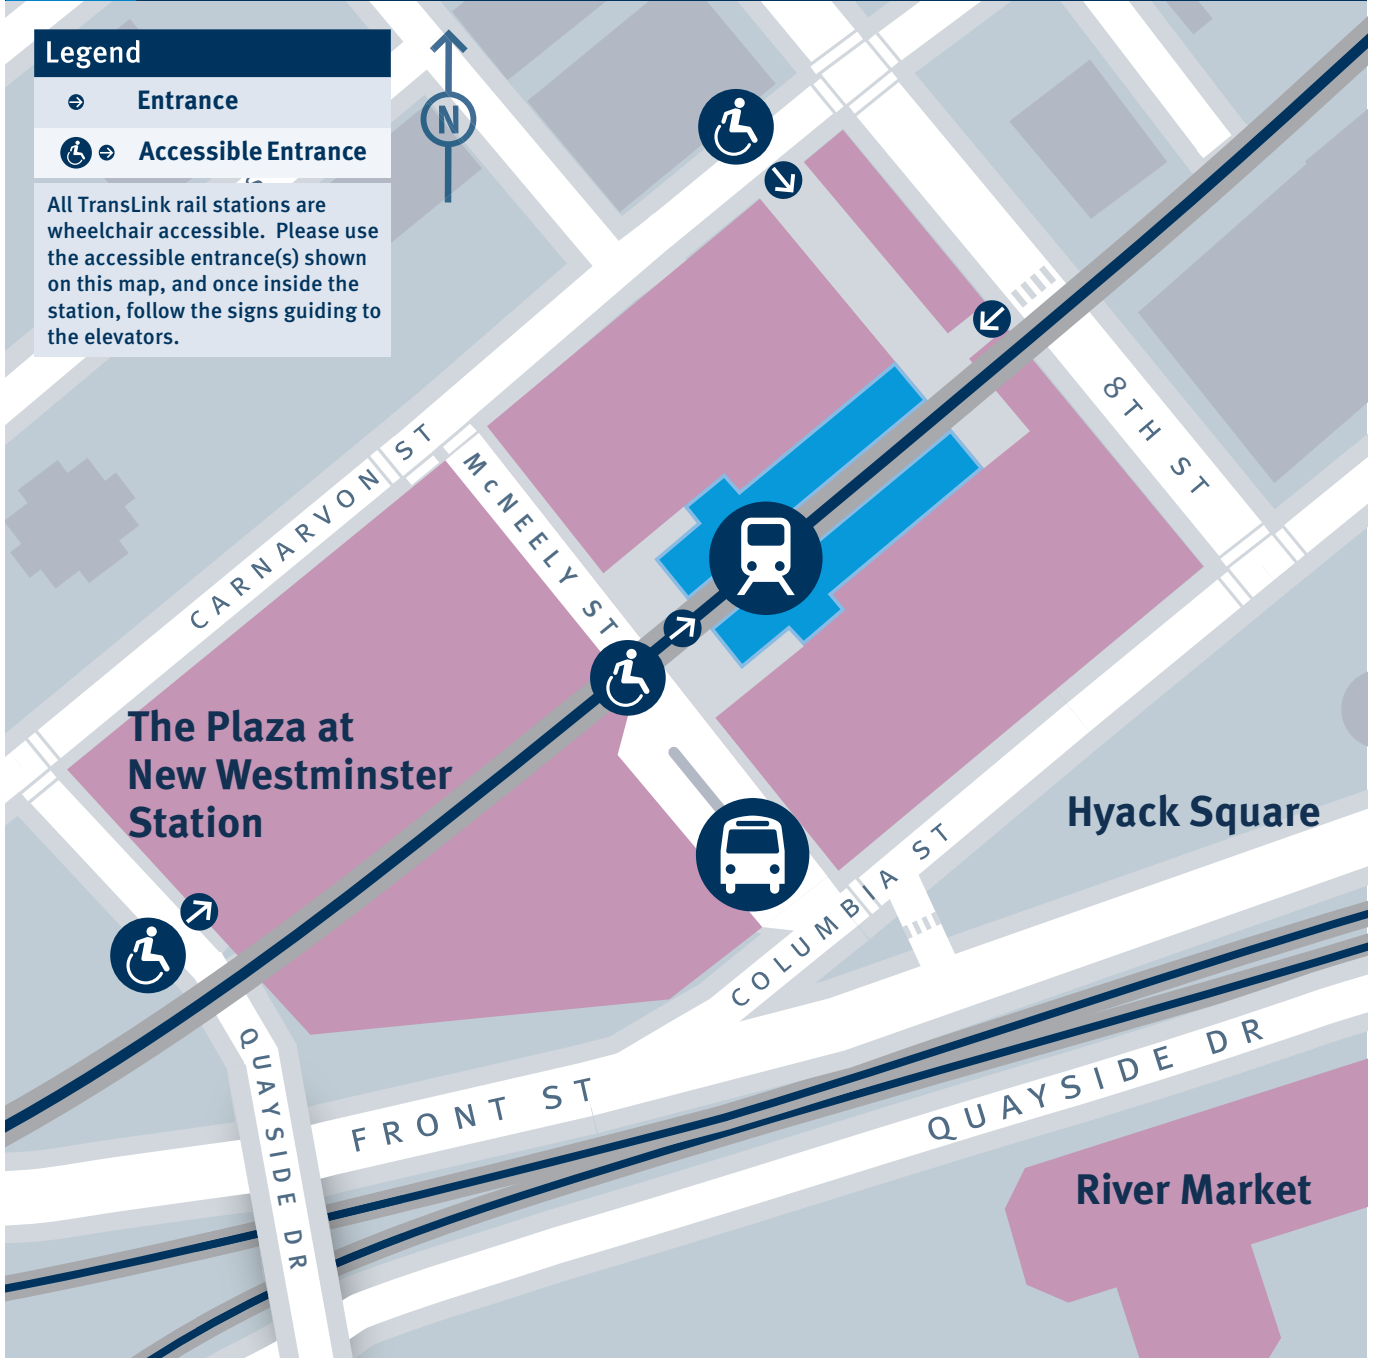 Legend
Entrance
Accessible Entrance
All TransLink rail stations are
wheelchair accessible. Please use
the accessible entrance(s) shown
on this map, and once inside the
station, follow the signs guiding to
the elevators.
N
CARNARVON ST
McNEELY ST
8TH ST
The Plaza at
New Westminster
Station
Hyack Square
COLUMBIA ST
QUAYSIDE DR
FRONT ST
QUAYSIDE DR
River Market